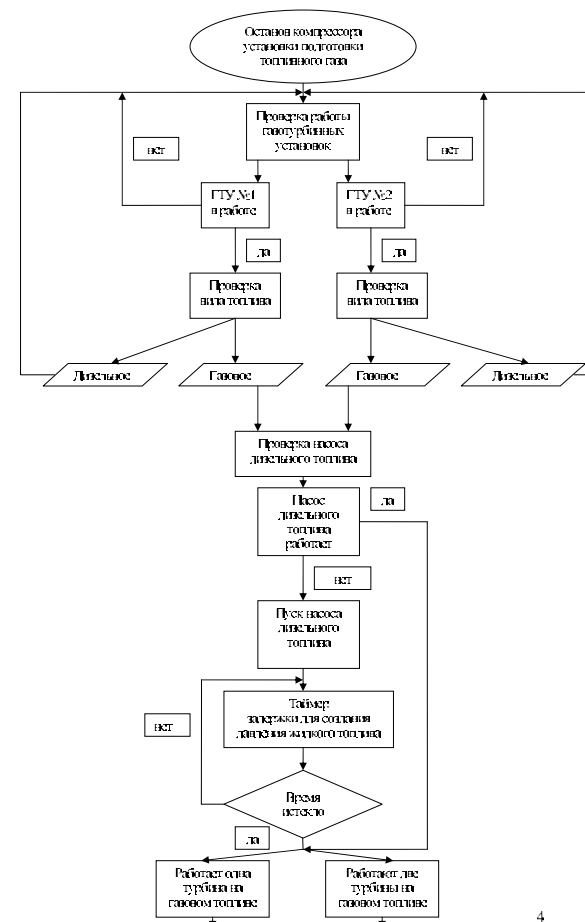 Останов компрессора
установки подготовки
топливного газа
Проверка работы
газотурбинных
установок
нет
нет
ГТУ №1
в работе
ГТУ №2
в работе
да
да
Проверка
вида топлива
Проверка
вида топлива
Дизельное
Газовое
Газовое
Дизельное
Проверка насоса
дизельного топлива
Насос
дизельного
топлива
работает
да
нет
Пуск насоса
дизельного
топлива
Таймер
задержки для создания
давления жидкого топлива
нет
Время
истекло
да
Работает одна
турбина на
газовом топливе
Работают две
турбины на
газовом топливе
4